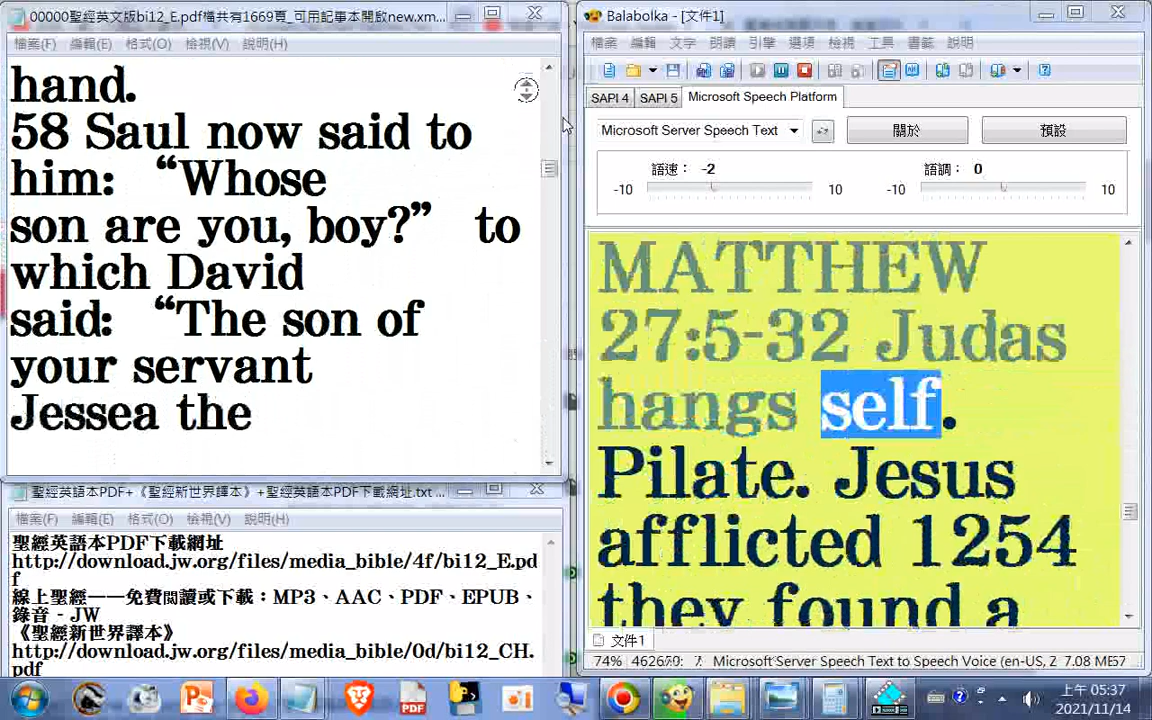 00000聖經英文版bi12_E.pdf檔共有1669頁_可用記事本開啟new.xm...
檔案(F) 編輯(E) 格式(O) 檢視(V) 說明(H)
hand.
58 Saul now said to
him: “Whose
son are you, boy?” to
which David
said: “The son of
your servant
Jessea the
聖經英語本PDF+《聖經新世界譯本》+聖經英語本PDF下載網址.txt ...
檔案(F) 編輯(E) 格式(O) 檢視(V) 說明(H)
聖經英語本PDF下載網址
http://download.jw.org/files/media_bible/4f/bi12_E.pd
f
線上聖經——免費閱讀或下載：MP3、AAC、PDF、EPUB、
錄音 - JW
《聖經新世界譯本》
http://download.jw.org/files/media_bible/0d/bi12_CH.
pdf
Balabolka - [文件1]
檔案 編輯 文字 朗讀 引擎 選項 檢視 工具 書籤 說明
SAPI 4 SAPI 5 Microsoft Speech Platform
Microsoft Server Speech Text 關於 預設
語速： -2 語調： 0
-10 10 -10 10
MATTHEW
27:5-32 Judas
hangs self.
Pilate. Jesus
afflicted 1254
they found a
文件1
74% Microsoft Server Speech Text to Speech Voice (en-US, Z 7.08 ME
上午 05:37
2021/11/14